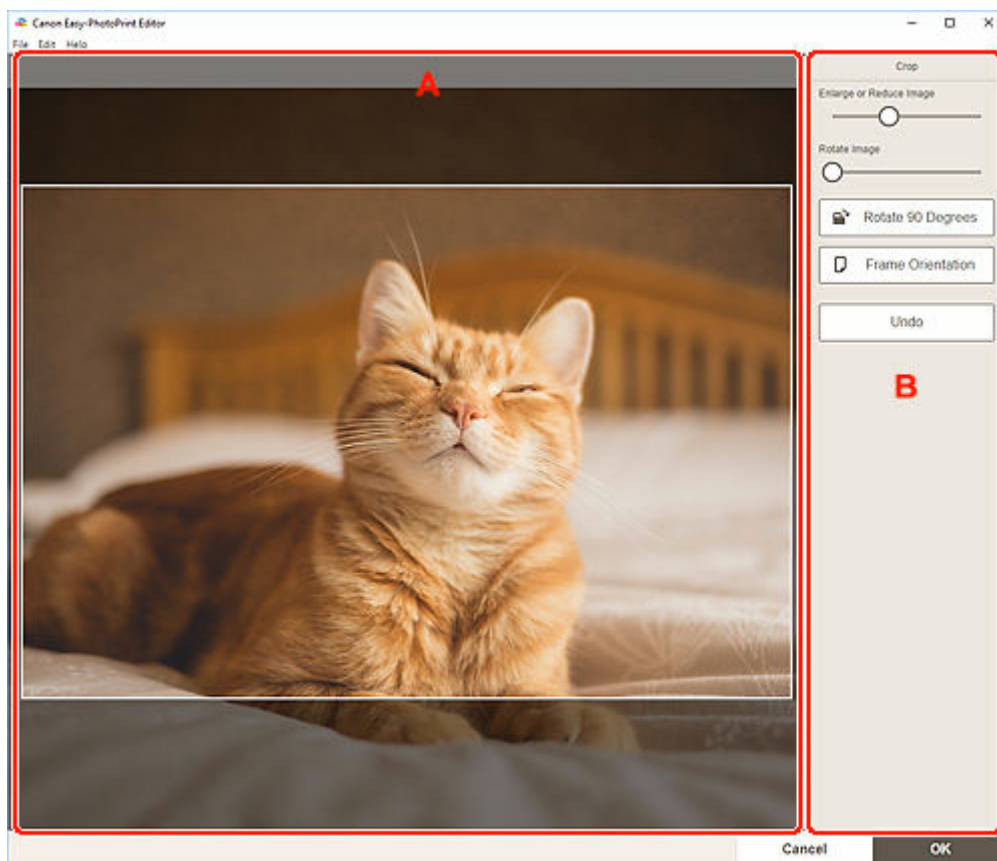 Canon Easy-PhotoPrint Editor
File Edit Help
A
Crop
Enlarge or Reduce Image
Rotate Image
Rotate 90 Degrees
Frame Orientation
Undo
B
Cancel OK